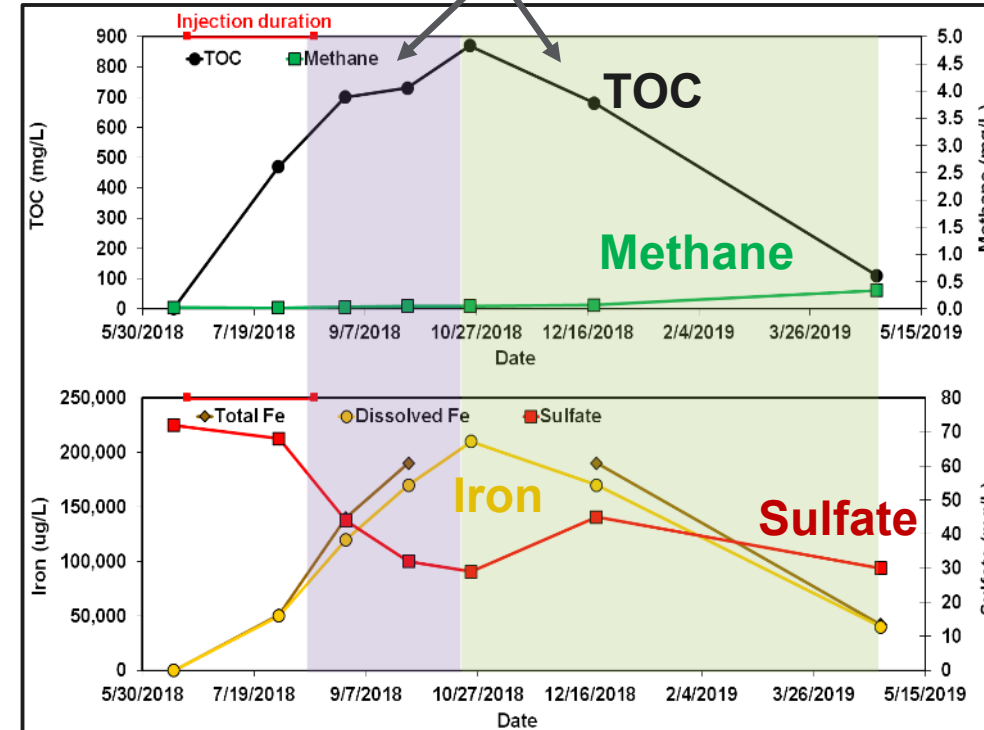 Injection duration
TOC Methane
900
800
700
600
500
400
300
200
100
0
TOC (mg/L)
5.0
4.5
4.0
3.5
3.0
2.5
2.0
1.5
1.0
0.5
0.0
Methane (mg/L)
TOC
Methane
5/30/2018 7/19/2018 9/7/2018 10/27/2018 12/16/2018 2/4/2019 3/26/2019 5/15/2019
Date
Total Fe Dissolved Fe Sulfate
250,000
200,000
150,000
100,000
50,000
0
Iron (ug/L)
80
70
60
50
40
30
20
10
0
Sulfate (mg/L)
Iron
Sulfate
5/30/2018 7/19/2018 9/7/2018 10/27/2018 12/16/2018 2/4/2019 3/26/2019 5/15/2019
Date